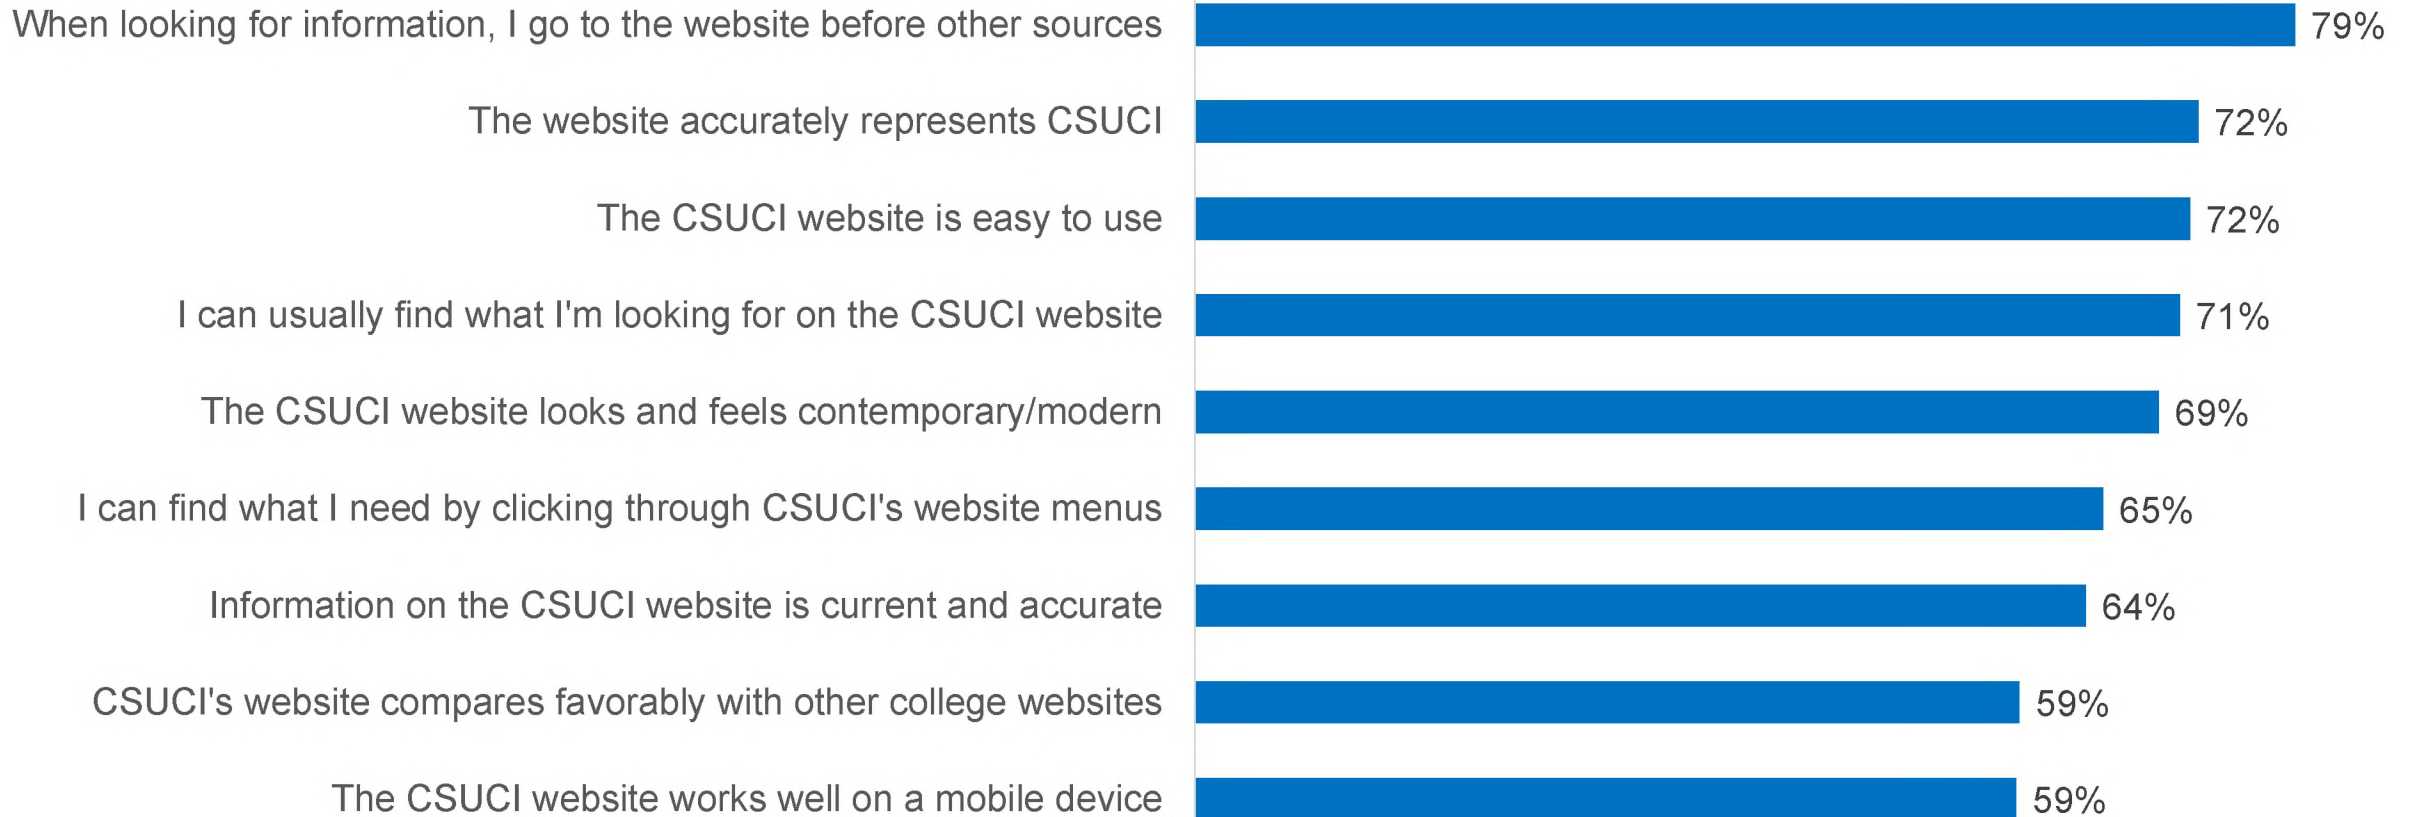 When looking for information, I go to the website before other sources 79%
The website accurately represents CSUCI 72%
The CSUCI website is easy to use 72%
I can usually find what I'm looking for on the CSUCI website 71%
The CSUCI website looks and feels contemporary/modern 69%
I can find what I need by clicking through CSUCI's website menus 65%
Information on the CSUCI website is current and accurate 64%
CSUCI's website compares favorably with other college websites 59%
The CSUCI website works well on a mobile device 59%